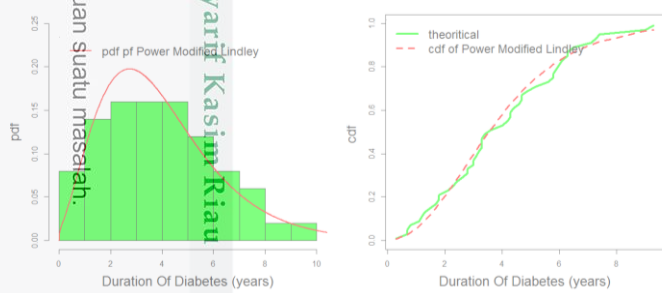 0.00 0.05 0.10 0.15 0.20 0.25
pdf
pdf pf Power Modified Lindley
0 2 4 6 8 10
Duration Of Diabetes (years)
uan suatu masalah.
yarif Kasim Riau
0.0 0.2 0.4 0.6 0.8 1.0
cdf
theoritical
cdf of Power Modified Lindley
0 2 4 6 8
Duration Of Diabetes (years)